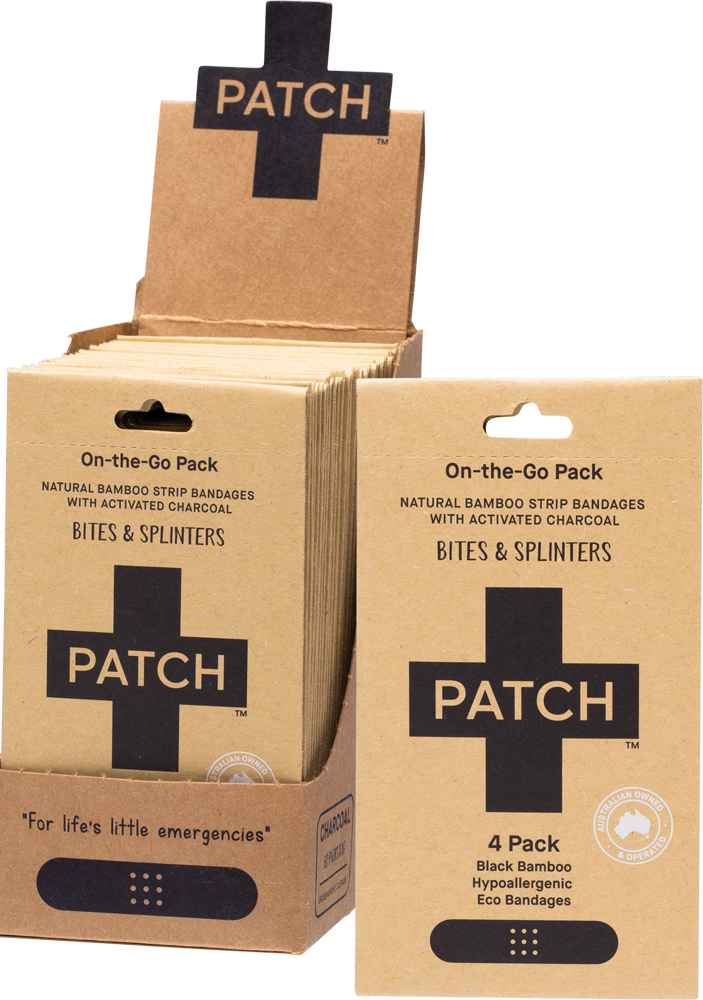 PATCH
TM
On-the-Go Pack
NATURAL BAMBOO STRIP BANDAGES
WITH ACTIVATED CHARCOAL
BITES & SPLINTERS
PATCH
TM
AUSTRALIAN OWNED
"For life's little emergencies"
CHARCOAL
On-the-Go Pack
NATURAL BAMBOO STRIP BANDAGES
WITH ACTIVATED CHARCOAL
BITES & SPLINTERS
PATCH
TM
AUSTRALIAN OWNED
& OPERATED
4 Pack
Black Bamboo
Hypoallergenic
Eco Bandages